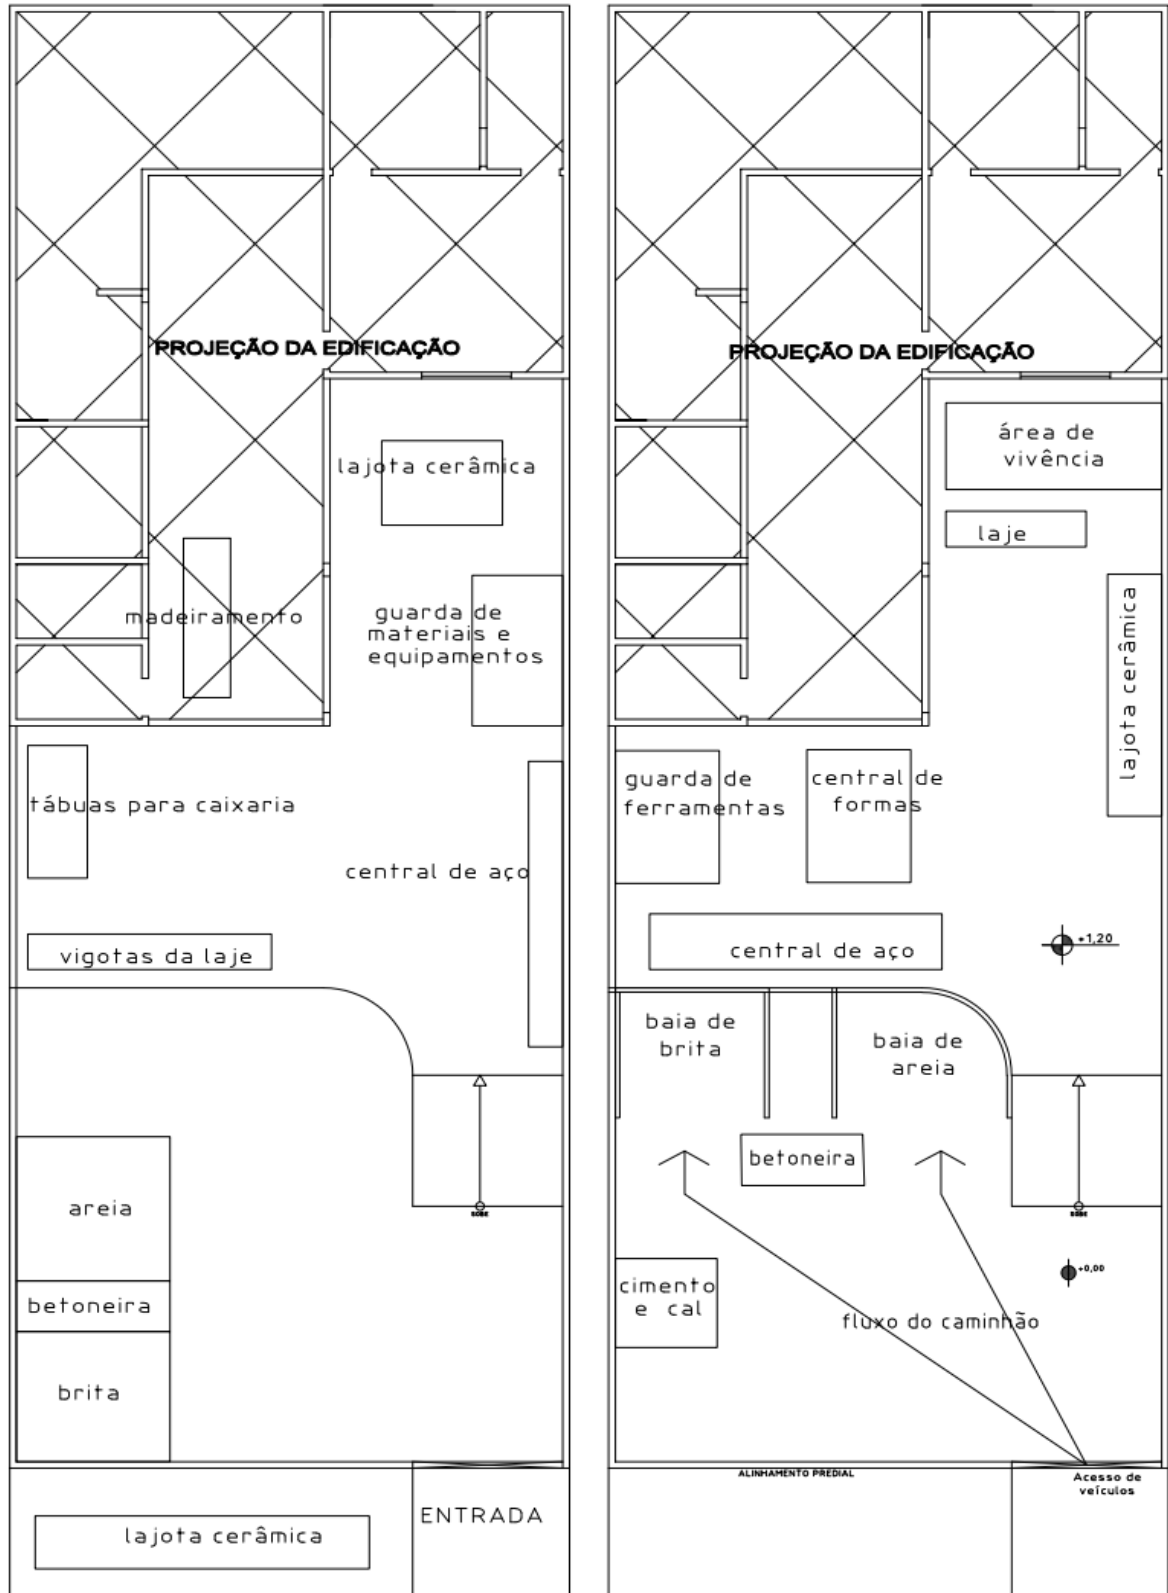 PROJEÇÃO DA EDIFICAÇÃO
lajota cerâmica
madeiramento
guarda de
materiais e
equipamentos
tábuas para caixaria
central de aço
vigotas da laje
SOBE
areia
betoneira
brita
ENTRADA
lajota cerâmica
PROJEÇÃO DA EDIFICAÇÃO
área de
vivência
laje
lajota cerâmica
guarda de
ferramentas
central de
formas
central de aço
+1,20
baia de
brita
baia de
areia
betoneira
SOBE
+0,00
cimento
e cal
fluxo do caminhão
ALINHAMENTO PREDIAL
Acesso de
veículos